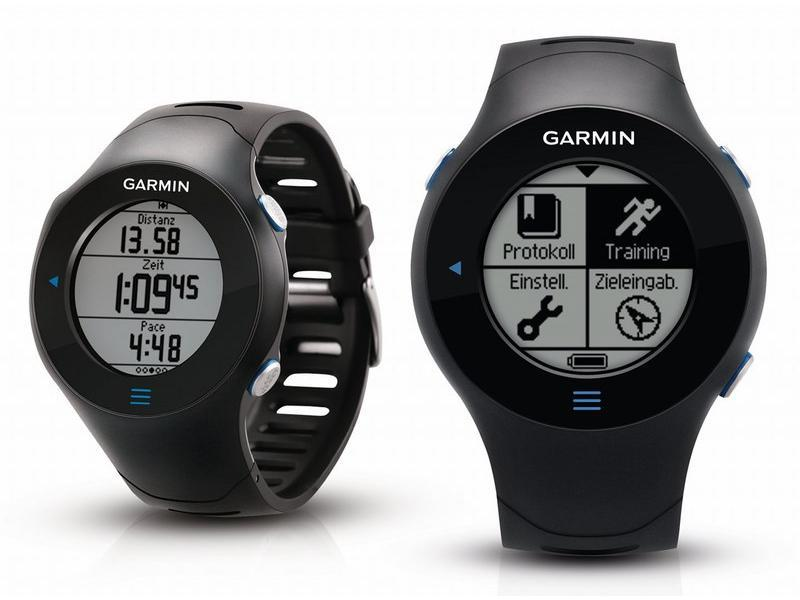 GARMIN
Distanz
13.58
Zeit
1:0945
Pace
4:48
GARMIN
Protokoll Training
Einstell. Zieleingab.